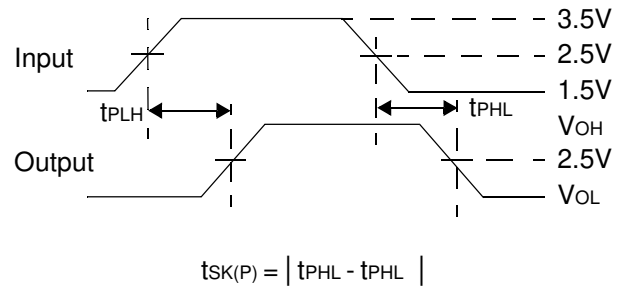 3.5V
Input
2.5V
1.5V
tPLH
tPHL
VOH
Output
2.5V
VOL
tSK(P) = | tPHL - tPHL |